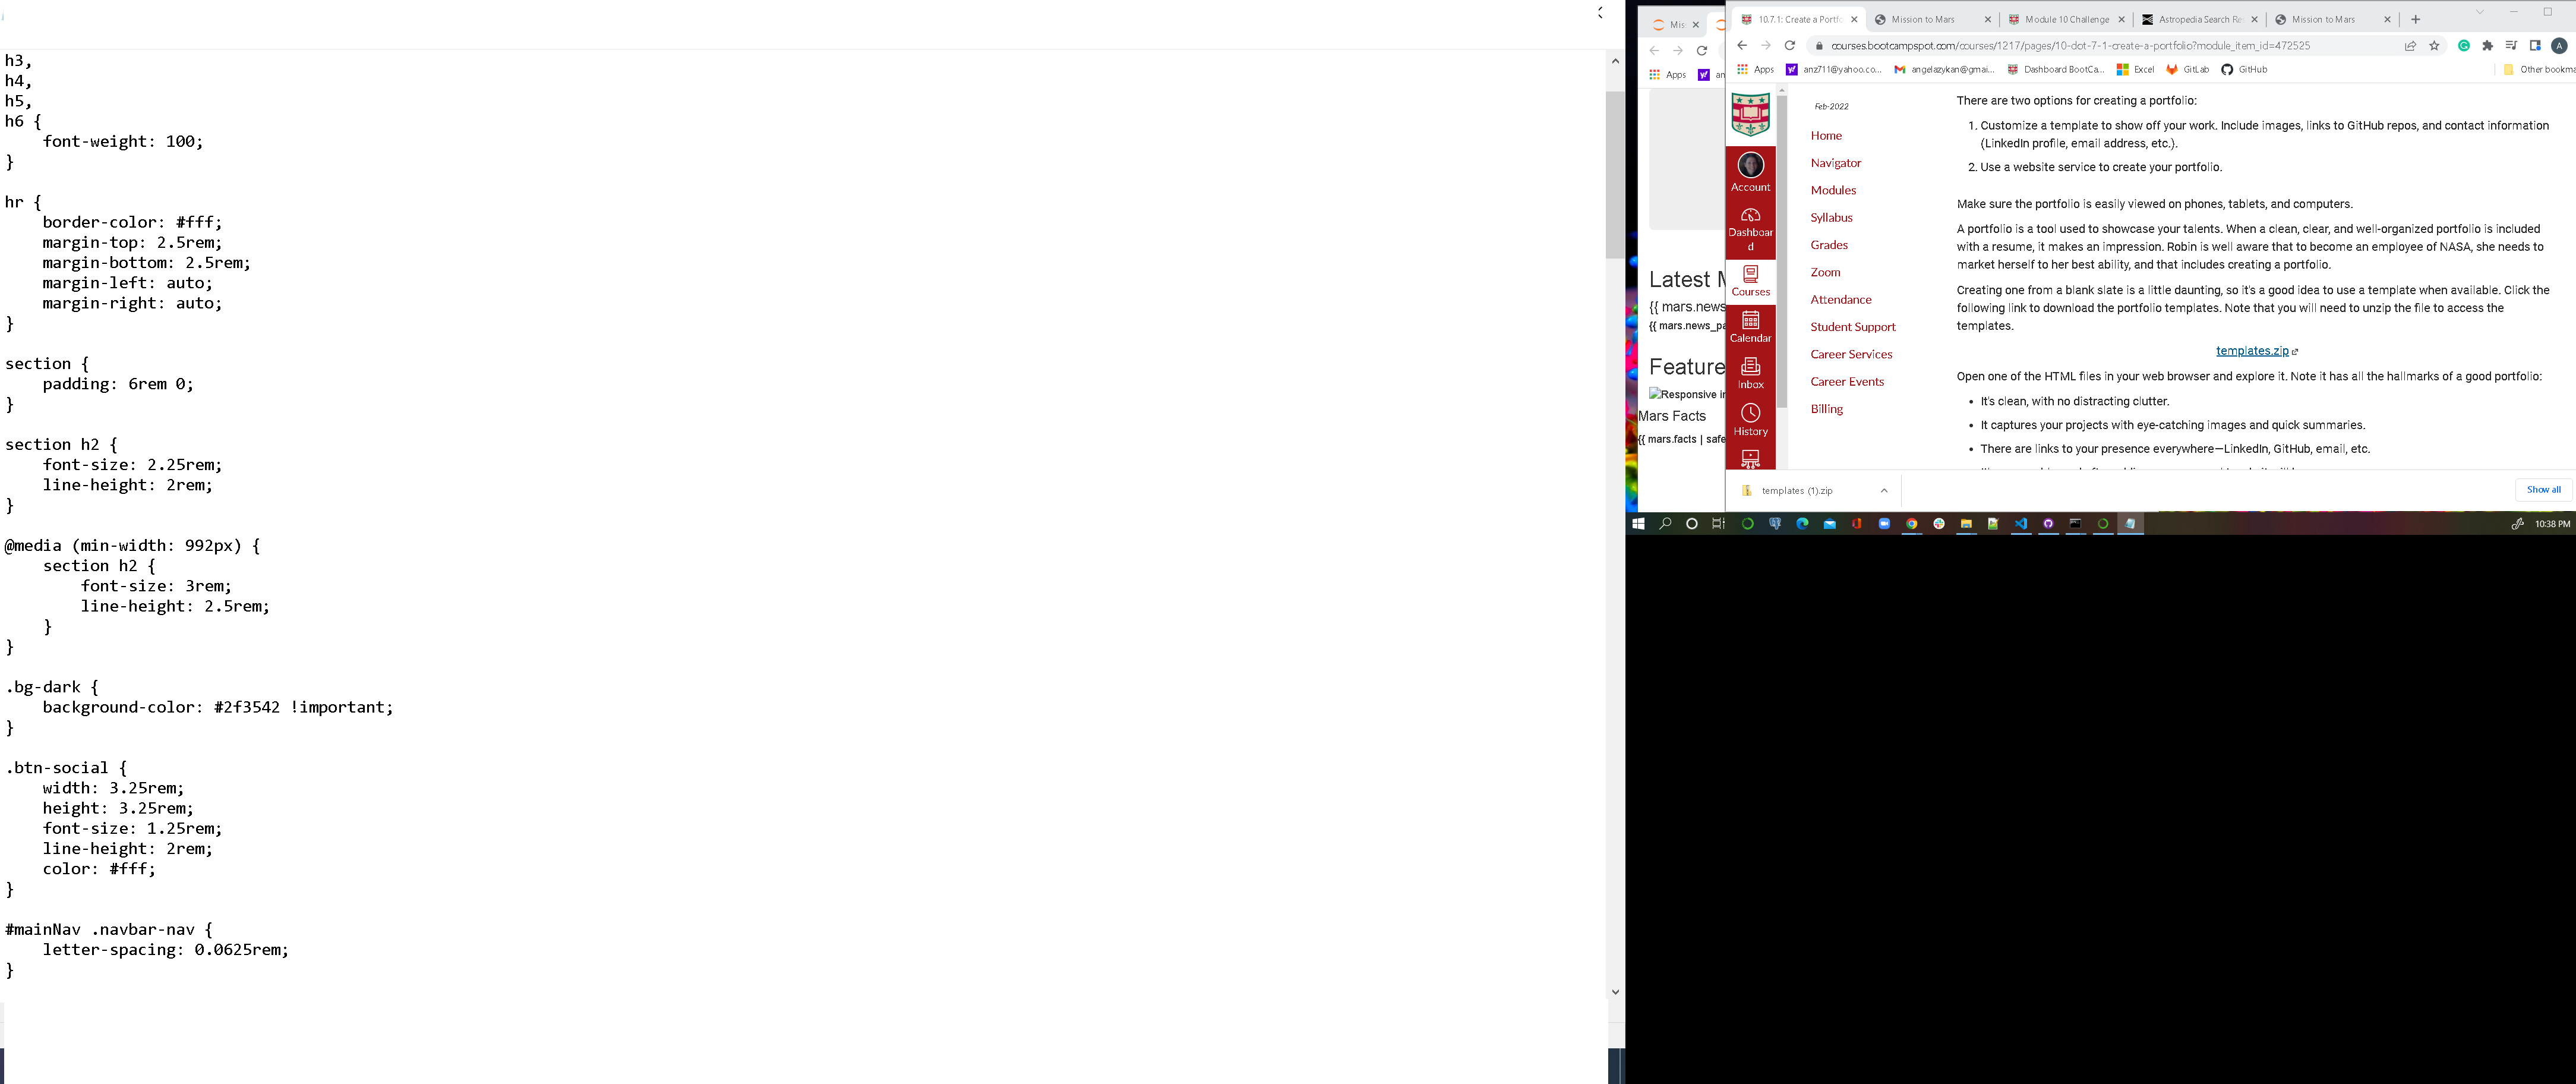 h3,
h4,
h5,
h6 {
    font-weight: 100;
}
hr {
    border-color: #fff;
    margin-top: 2.5rem;
    margin-bottom: 2.5rem;
    margin-left: auto;
    margin-right: auto;
}
section {
    padding: 6rem 0;
}
section h2 {
    font-size: 2.25rem;
    line-height: 2rem;
}
@media (min-width: 992px) {
    section h2 {
        font-size: 3rem;
        line-height: 2.5rem;
    }
}
.bg-dark {
    background-color: #2f3542 !important;
}
.btn-social {
    width: 3.25rem;
    height: 3.25rem;
    font-size: 1.25rem;
    line-height: 2rem;
    color: #fff;
}
#mainNav .navbar-nav {
    letter-spacing: 0.0625rem;
}
Mis
Apps
an
Latest M
{{ mars.news
{{ mars.news_pa
Feature
Responsive in
Mars Facts
{{ mars.facts | safe
10.7.1: Create a Portfo
Mission to Mars
Module 10 Challenge
Astropedia Search Re
Mission to Mars
courses.bootcampspot.com/courses/1217/pages/10-dot-7-1-create-a-portfolio?module_item_id=472525
A
Apps
anz711@yahoo.co...
angelazykan@gmai...
Dashboard BootCa...
Excel
GitLab
GitHub
Other bookma
Account
Dashboar
d
Courses
Calendar
Inbox
History
Feb-2022
Home
Navigator
Modules
Syllabus
Grades
Zoom
Attendance
Student Support
Career Services
Career Events
Billing
There are two options for creating a portfolio:
1. Customize a template to show off your work. Include images, links to GitHub repos, and contact information
(LinkedIn profile, email address, etc.).
2. Use a website service to create your portfolio.
Make sure the portfolio is easily viewed on phones, tablets, and computers.
A portfolio is a tool used to showcase your talents. When a clean, clear, and well-organized portfolio is included
with a resume, it makes an impression. Robin is well aware that to become an employee of NASA, she needs to
market herself to her best ability, and that includes creating a portfolio.
Creating one from a blank slate is a little daunting, so it's a good idea to use a template when available. Click the
following link to download the portfolio templates. Note that you will need to unzip the file to access the
templates.
templates.zip
Open one of the HTML files in your web browser and explore it. Note it has all the hallmarks of a good portfolio:
• It's clean, with no distracting clutter.
• It captures your projects with eye-catching images and quick summaries.
• There are links to your presence everywhere—LinkedIn, GitHub, email, etc.
templates (1).zip
Show all
10:38 PM